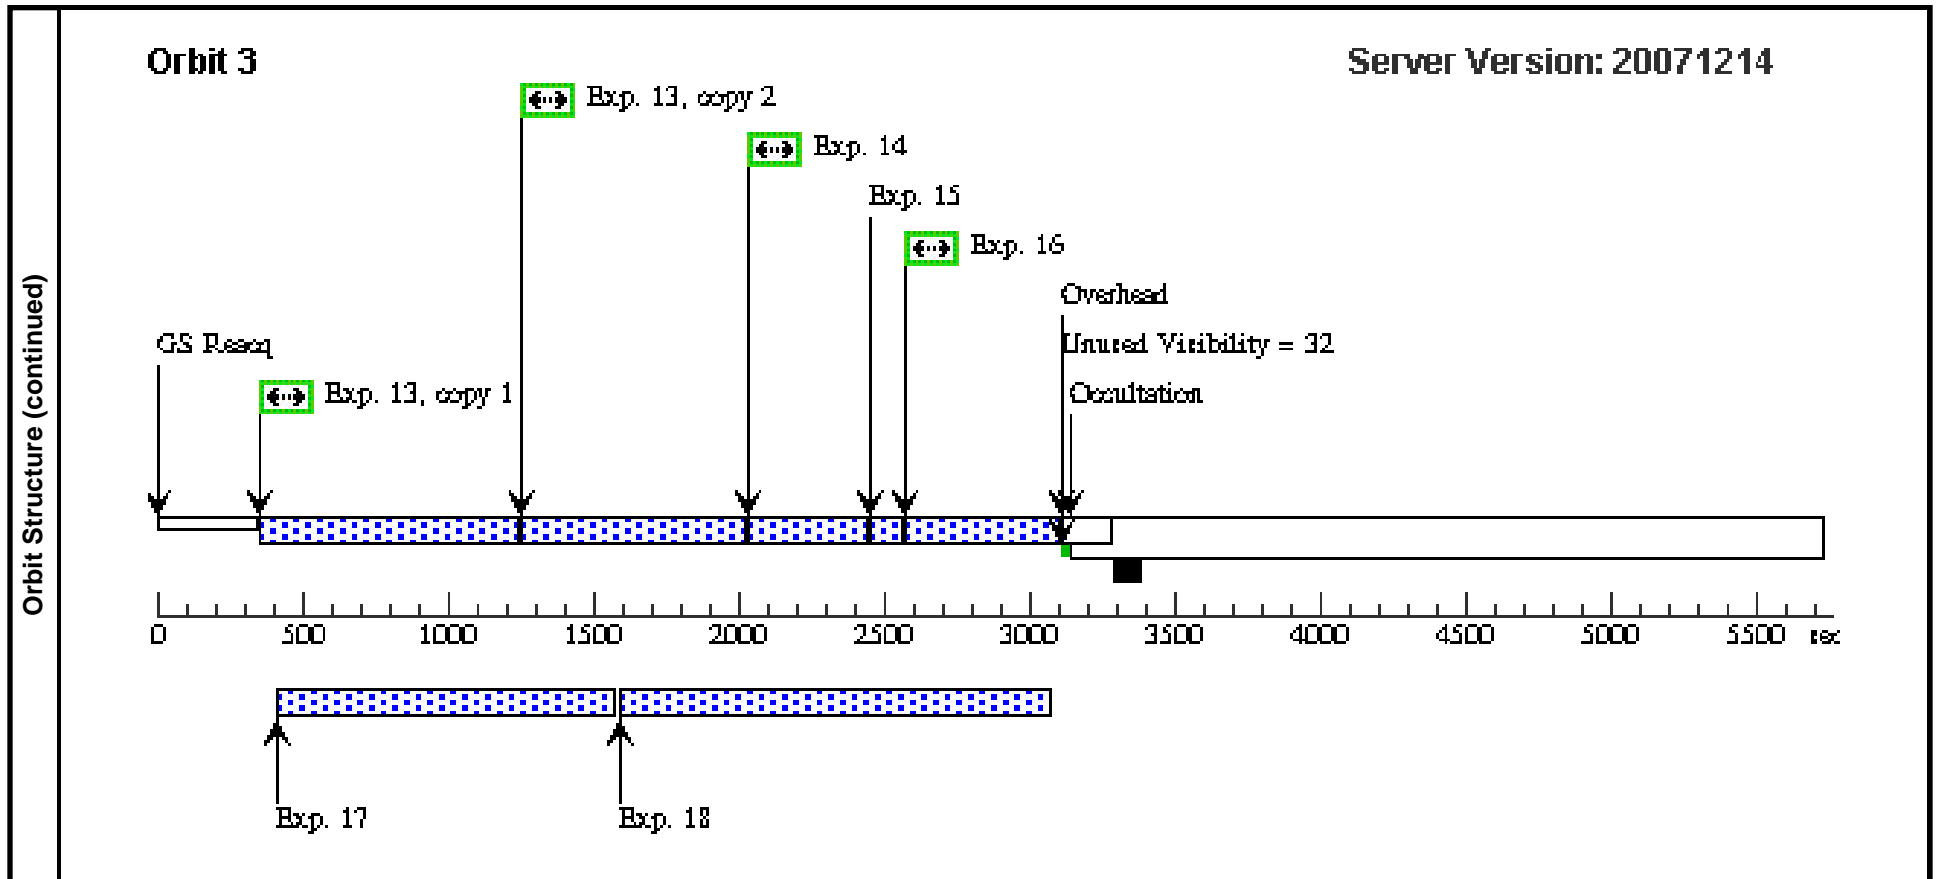 Orbit Structure (continued)
Orbit 3
Server Version: 20071214
Exp. 13, copy 2
Exp. 14
Exp. 15
Exp. 16
Overhead
GS Reacq
Unused Visibility = 32
Exp. 13, copy 1
Occultation
0 500 1000 1500 2000 2500 3000 3500 4000 4500 5000 5500 sec
Exp. 17
Exp. 18